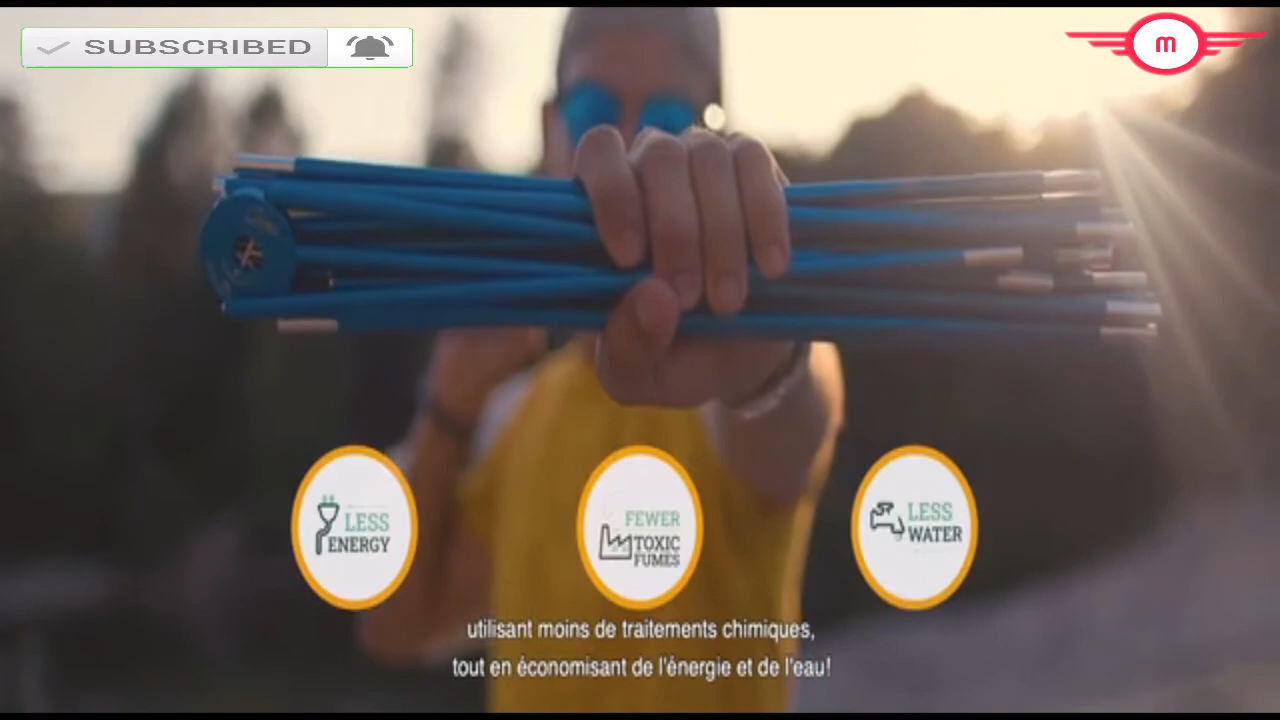 SUBSCRIBED
m
LESS
ENERGY
FEWER
TOXIC
FUMES
LESS
WATER
utilisant moins de traitements chimiques,
tout en économisant de l'énergie et de l'eau!